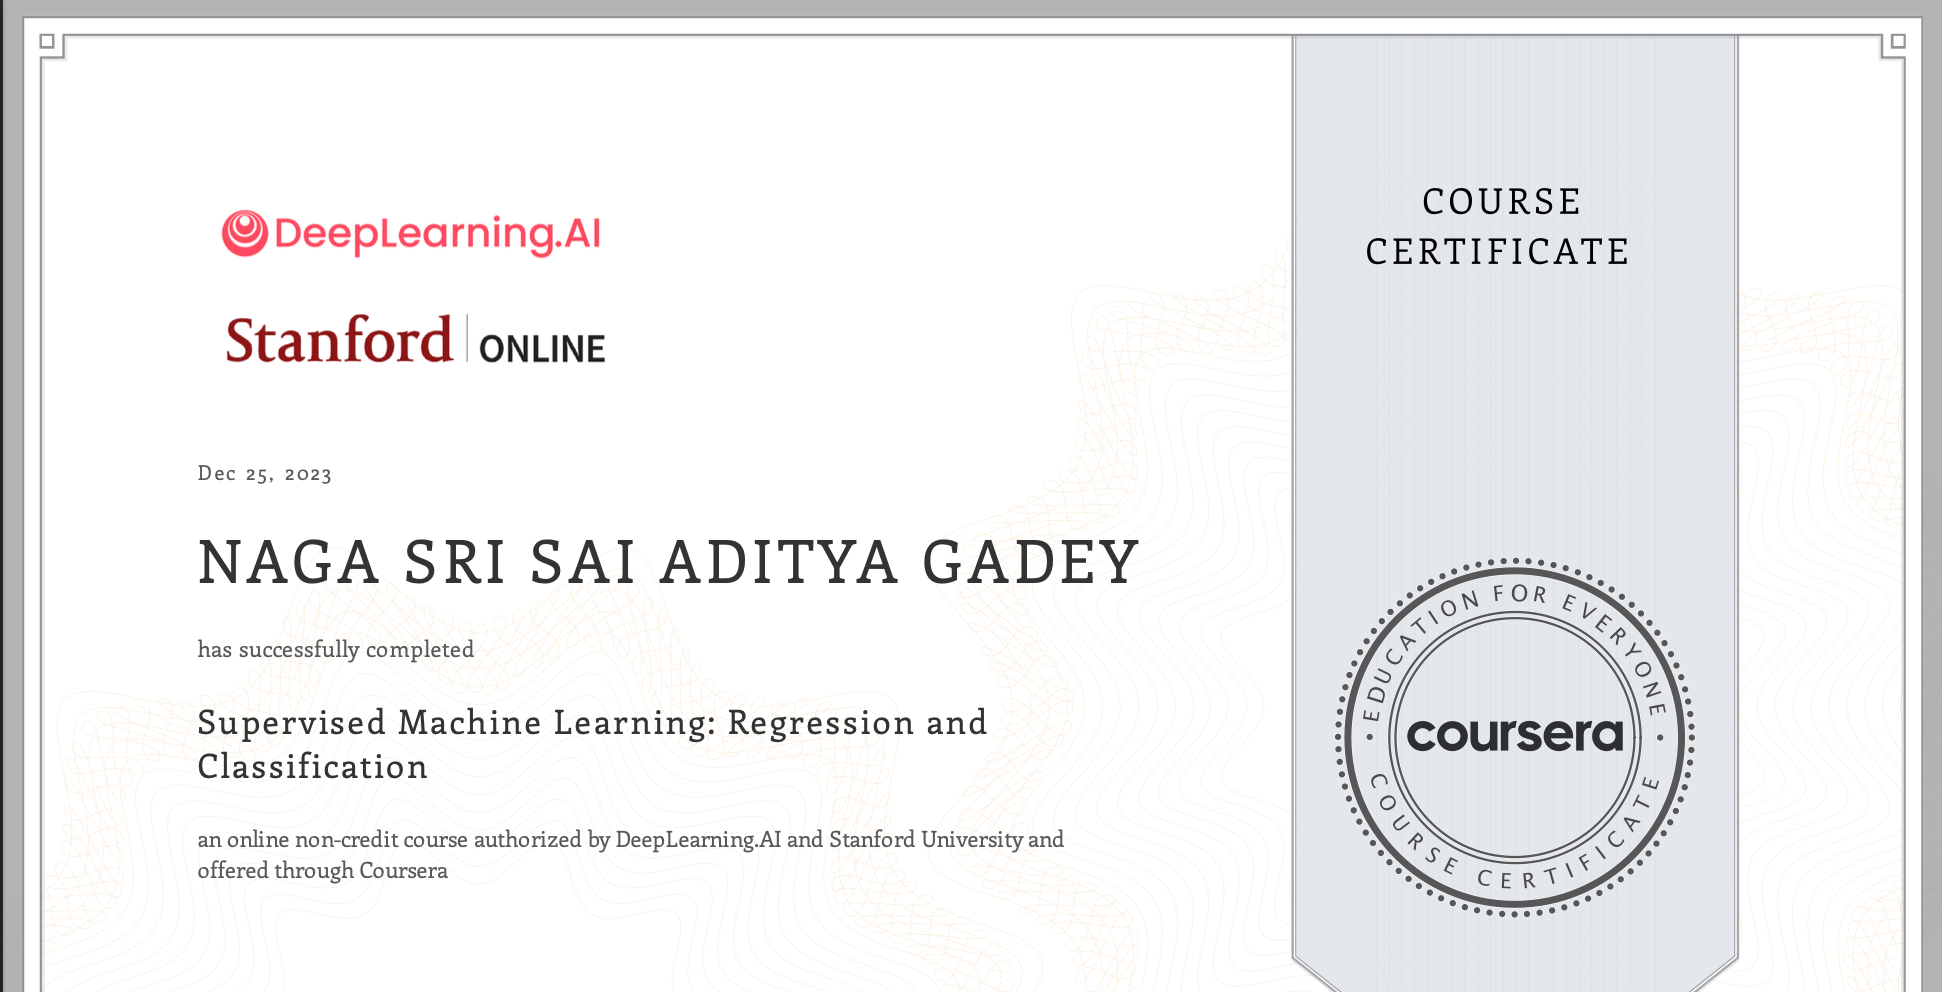 DeepLearning.AI
Stanford ONLINE
Dec 25, 2023
NAGA SRI SAI ADITYA GADEY
has successfully completed
Supervised Machine Learning: Regression and
Classification
an online non-credit course authorized by DeepLearning.AI and Stanford University and
offered through Coursera
COURSE
CERTIFICATE
EDUCATION FOR EVERYONE
coursera
COURSE CERTIFICATE